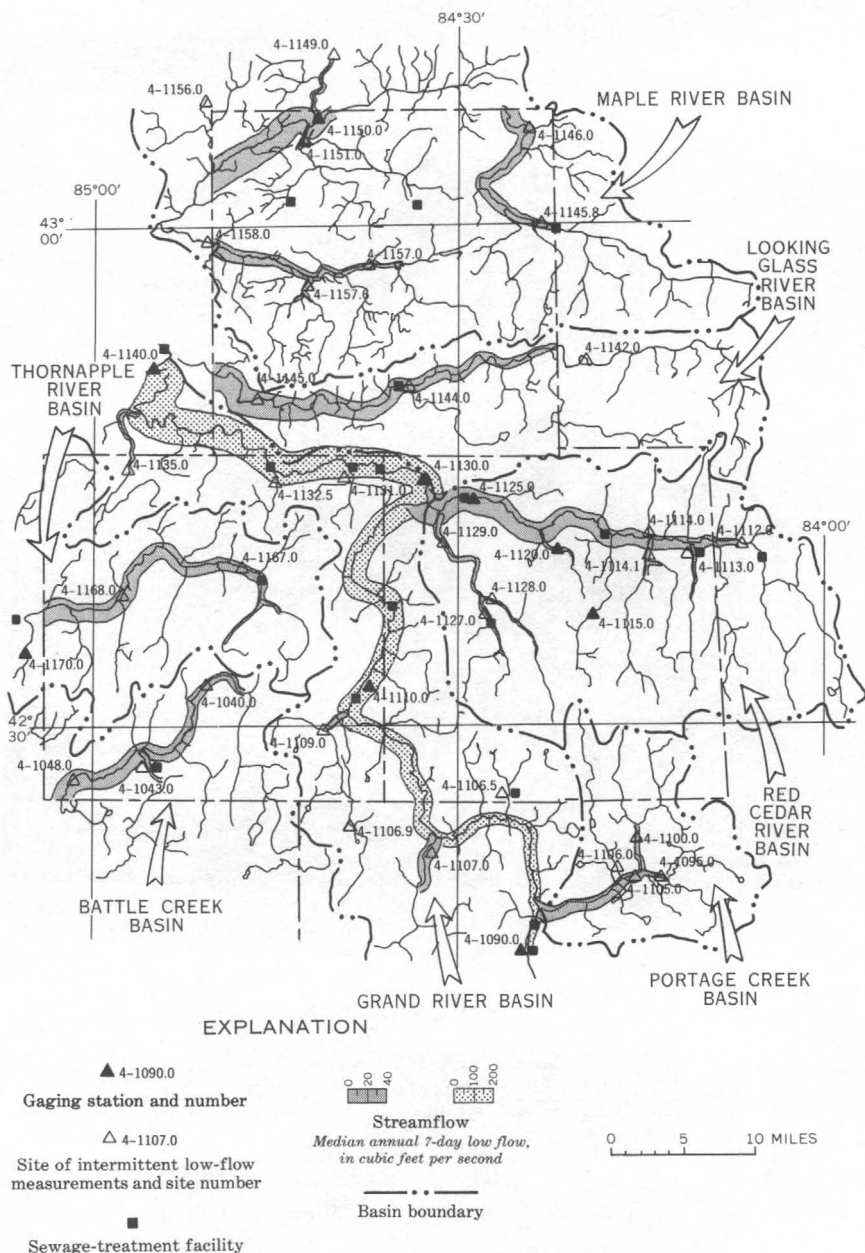 84°30'
4-1149.0
4-1156.0
MAPLE RIVER BASIN
4-1150.0
4-1146.0
4-1151.0
85°00'
4-1145.8
43°
00'
4-1158.0
4-1157.0
LOOKING
GLASS
RIVER
BASIN
4-1157.6
4-1142.0
4-1140.0
THORNAPPLE
RIVER
BASIN
4-1145.0
4-1144.0
4-1135.0
4-1130.0
4-1125.0
4-1132.5
4-1131.0
4-1114.0
4-1112.0
84°00'
4-1129.0
4-1120.0
4-1167.0
4-1114.1
4-1113.0
4-1168.0
4-1128.0
4-1127.0
4-1115.0
4-1170.0
4-1110.0
4-1040.0
42°
30'
4-1109.0
4-1048.0
4-1043.0
4-1106.5
RED
CEDAR
RIVER
BASIN
4-1106.9
4-1100.0
4-1107.0
4-1106.0
4-1095.0
4-1105.0
BATTLE CREEK
BASIN
4-1090.0
GRAND RIVER BASIN
PORTAGE CREEK
BASIN
EXPLANATION
4-1090.0
Gaging station and number
4-1107.0
Site of intermittent low-flow
measurements and site number
Sewage-treatment facility
0 20 40
0 100 200
Streamflow
Median annual 7-day low flow,
in cubic feet per second
Basin boundary
0 5 10 MILES